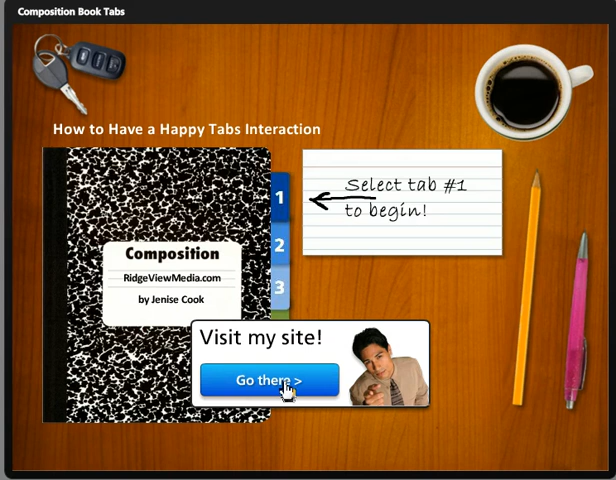 Composition Book Tabs
How to Have a Happy Tabs Interaction
1
2
3
Select tab #1
to begin!
Composition
RidgeViewMedia.com
by Jenise Cook
Visit my site!
Go there >